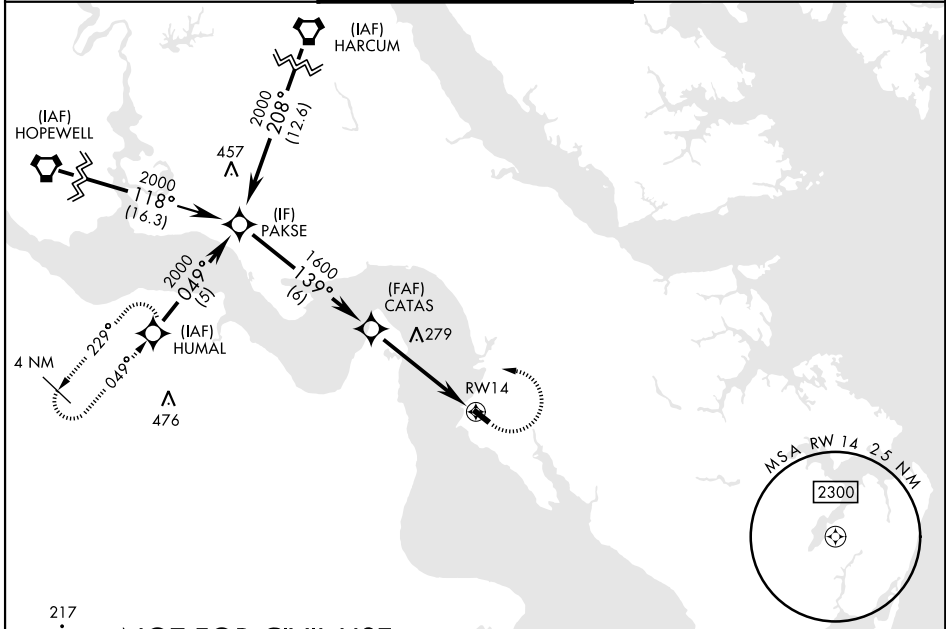 (IAF)
HARCUM
2000
208°
(12.6)
(IAF)
HOPEWELL
457
2000
118°
(16.3)
(IF)
PAKSE
1600
139°
(6)
2000
049°
(5)
(FAF)
CATAS
279
(IAF)
HUMAL
229°
4 NM
049°
476
RW14
MSA RW 14 25 NM
2300
217